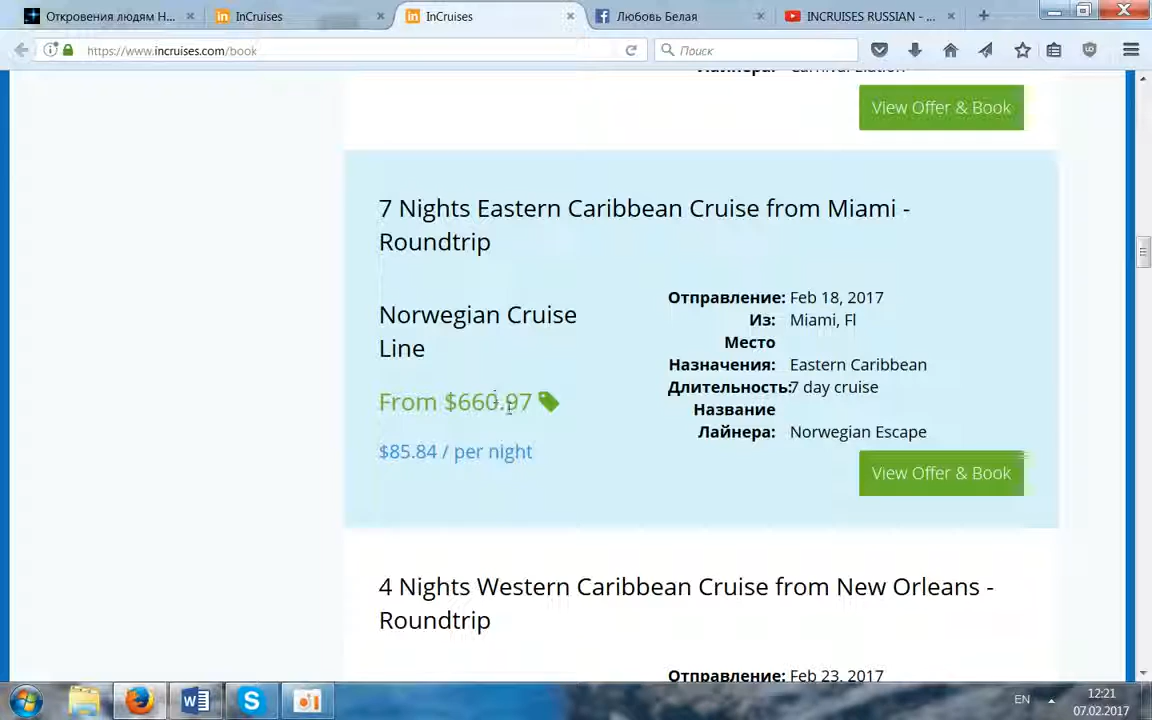 Откровения людям Н...
InCruises
InCruises
Любовь Белая
INCRUISES RUSSIAN - ...
https://www.incruises.com/book
Поиск
View Offer & Book
7 Nights Eastern Caribbean Cruise from Miami -
Roundtrip
Norwegian Cruise
Line
From $660.97
$85.84 / per night
Отправление: Feb 18, 2017
Из: Miami, Fl
Место
Назначения: Eastern Caribbean
Длительность: 7 day cruise
Название
Лайнера: Norwegian Escape
View Offer & Book
4 Nights Western Caribbean Cruise from New Orleans -
Roundtrip
Отправление: Feb 23, 2017
EN
12:21
07.02.2017